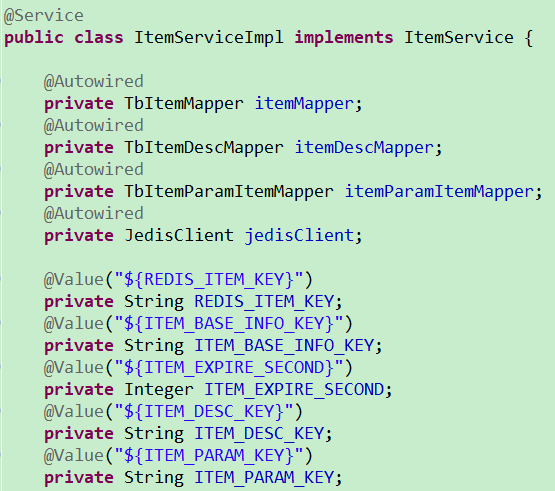 @Service
public class ItemServiceImpl implements ItemService {
@Autowired
private TbItemMapper itemMapper;
@Autowired
private TbItemDescMapper itemDescMapper;
@Autowired
private TbItemParamItemMapper itemParamItemMapper;
@Autowired
private JedisClient jedisClient;
@Value("${REDIS_ITEM_KEY}")
private String REDIS_ITEM_KEY;
@Value("${ITEM_BASE_INFO_KEY}")
private String ITEM_BASE_INFO_KEY;
@Value("${ITEM_EXPIRE_SECOND}")
private Integer ITEM_EXPIRE_SECOND;
@Value("${ITEM_DESC_KEY}")
private String ITEM_DESC_KEY;
@Value("${ITEM_PARAM_KEY}")
private String ITEM_PARAM_KEY;